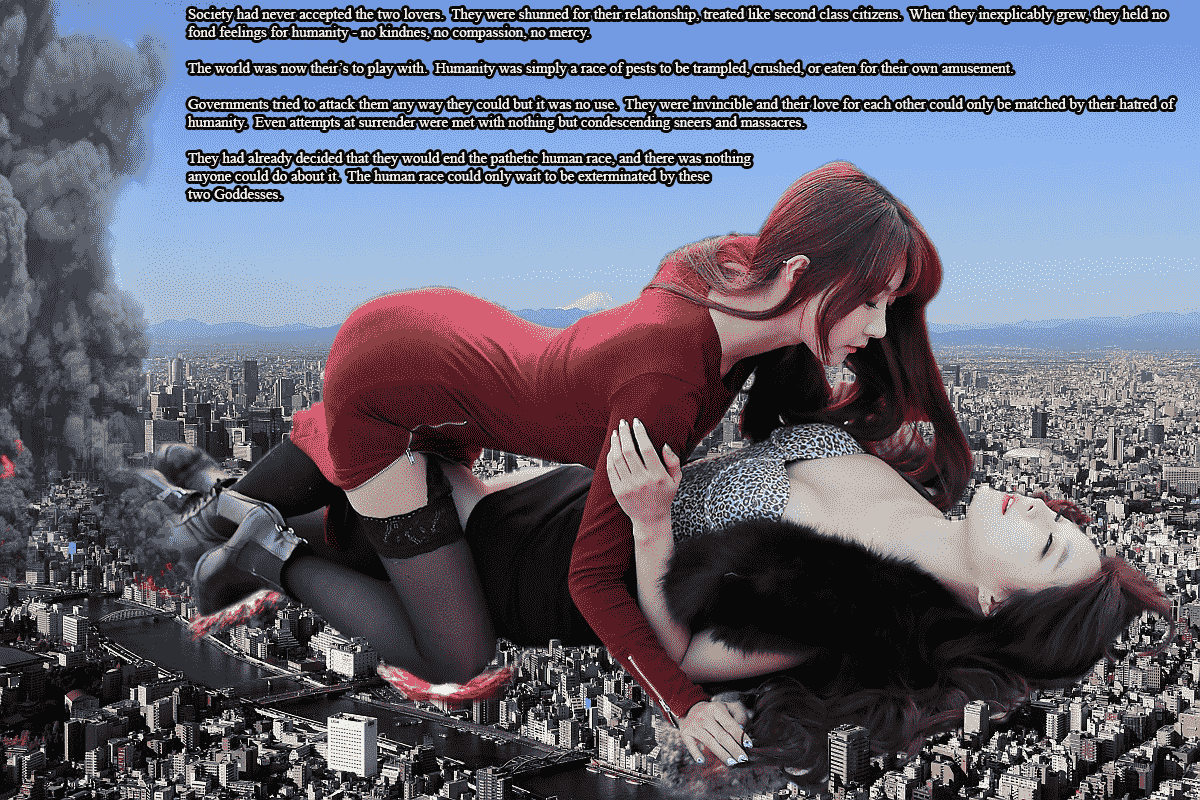 Society had never accepted the two lovers.  They were shunned for their relationship, treated like second class citizens.  When they inexplicably grew, they held no
fond feelings for humanity - no kindnes, no compassion, no mercy.
The world was now their's to play with.  Humanity was simply a race of pests to be trampled, crushed, or eaten for their own amusement.
Governments tried to attack them any way they could but it was no use.  They were invincible and their love for each other could only be matched by their hatred of
humanity.  Even attempts at surrender were met with nothing but condescending sneers and massacres.
They had already decided that they would end the pathetic human race, and there was nothing
anyone could do about it.  The human race could only wait to be exterminated by these
two Goddesses.